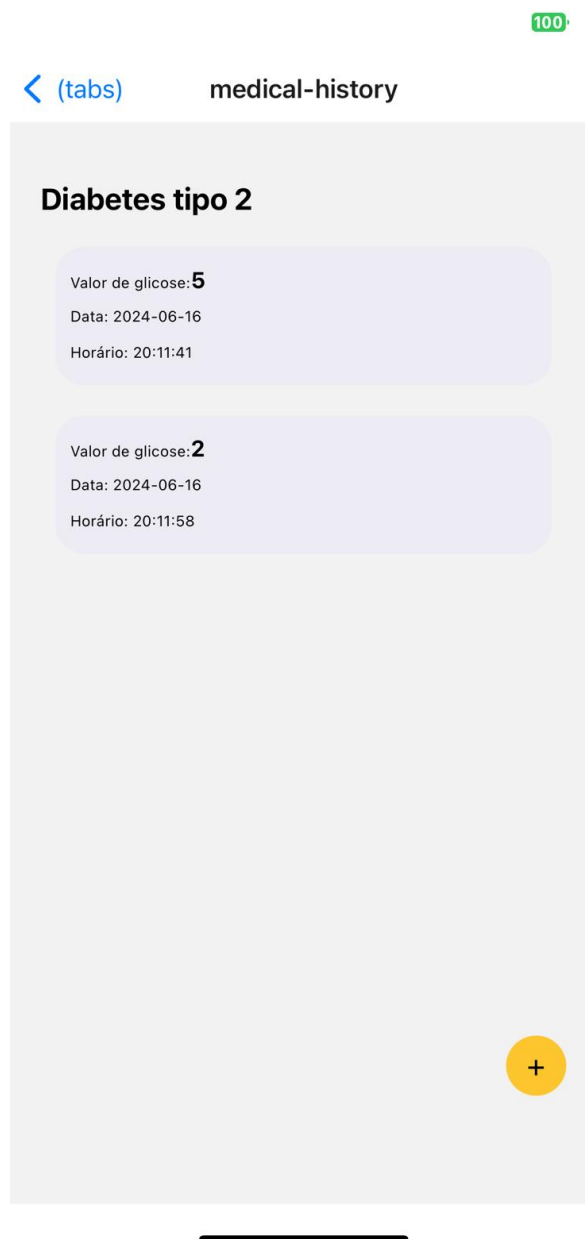 100
(tabs) medical-history
Diabetes tipo 2
Valor de glicose:5
Data: 2024-06-16
Horário: 20:11:41
Valor de glicose:2
Data: 2024-06-16
Horário: 20:11:58
+